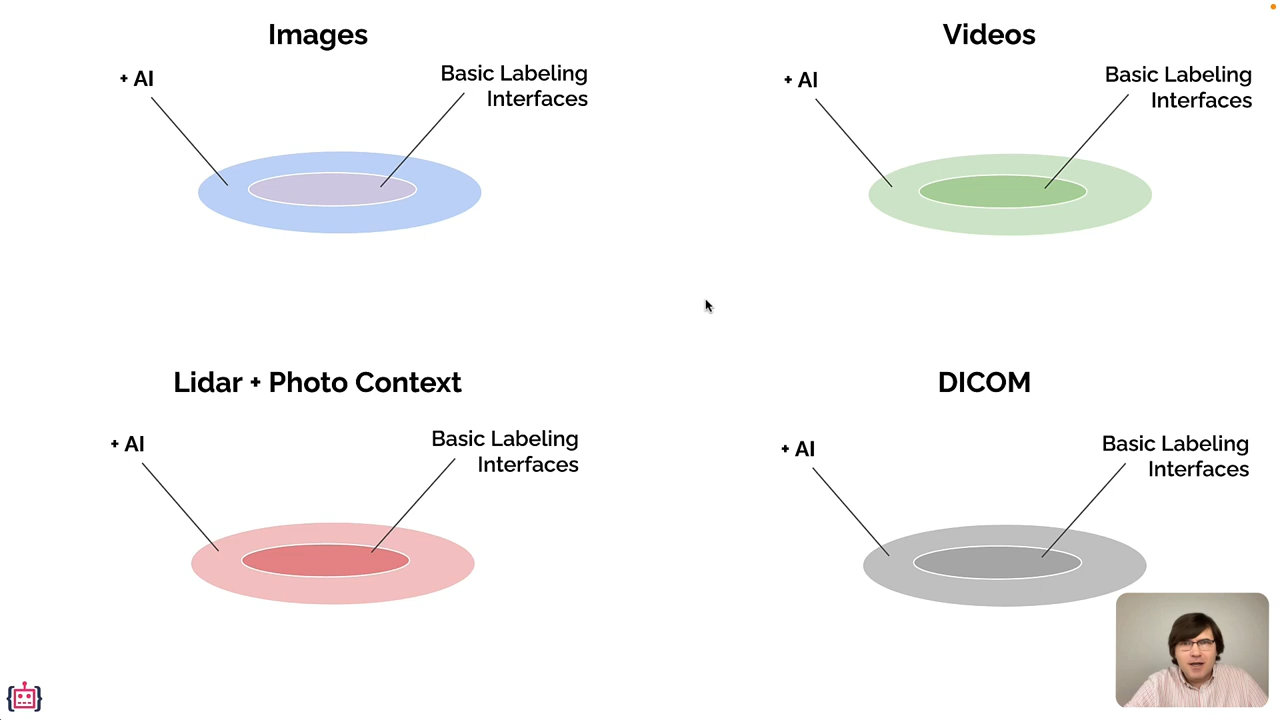 Images
+ AI
Basic Labeling
Interfaces
Videos
+ AI
Basic Labeling
Interfaces
Lidar + Photo Context
+ AI
Basic Labeling
Interfaces
DICOM
+ AI
Basic Labeling
Interfaces